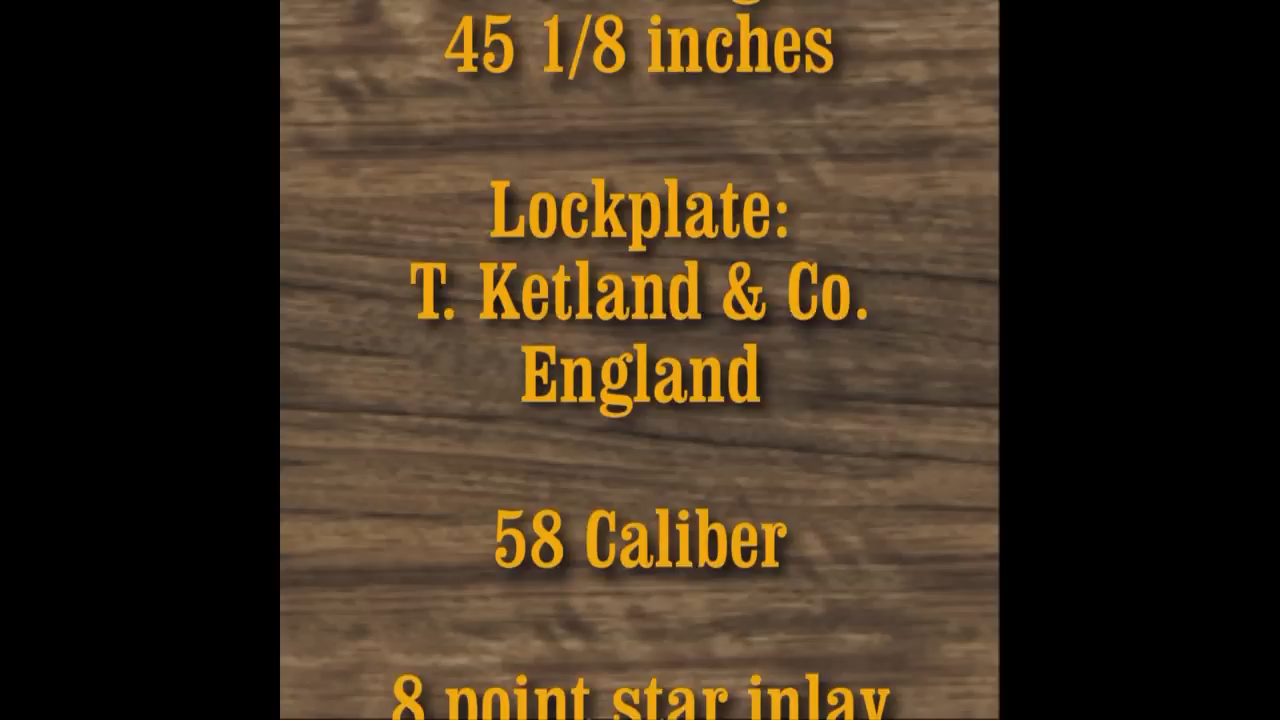 45 1/8 inches
Lockplate:
T. Ketland & Co.
England
58 Caliber
8 point star inlay